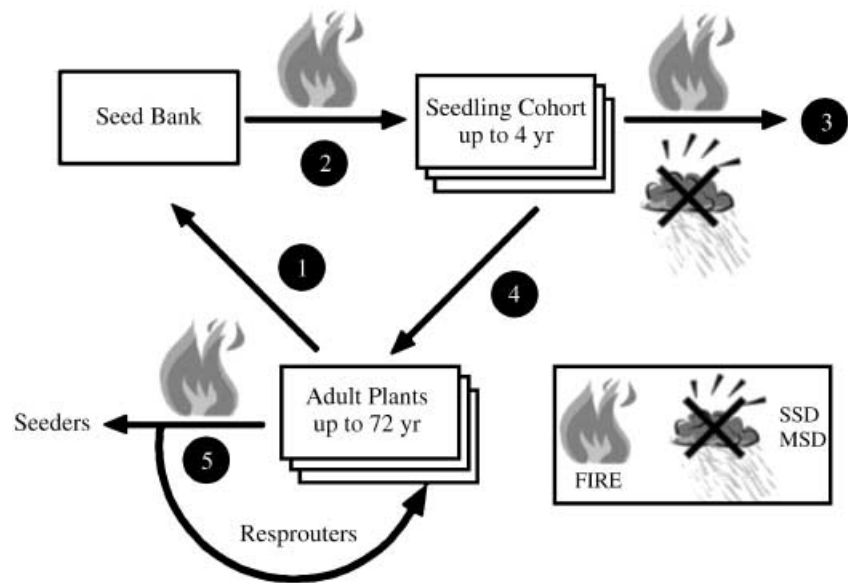 Seed Bank
2
Seedling Cohort
up to 4 yr
3
1
4
Adult Plants
up to 72 yr
Seeders
5
Resprouters
FIRE
SSD
MSD